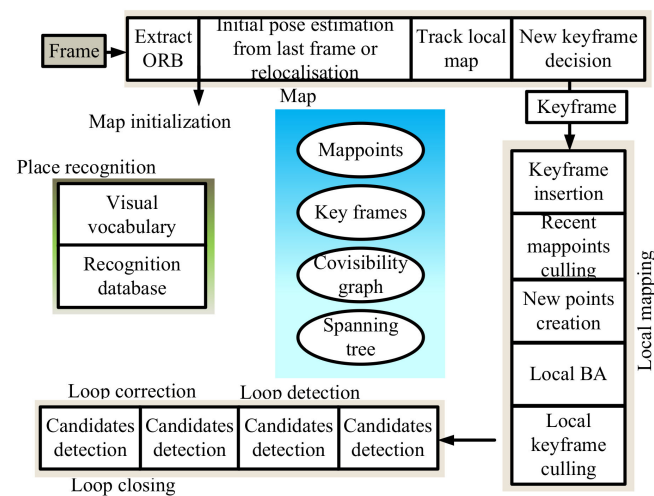 Frame
Extract
ORB
Initial pose estimation
from last frame or
relocalisation
Track local
map
New keyframe
decision
Map initialization
Map
Keyframe
Place recognition
Visual
vocabulary
Recognition
database
Mappoints
Key frames
Covisibility
graph
Spanning
tree
Keyframe
insertion
Recent
mappoints
culling
New points
creation
Local BA
Local
keyframe
culling
Local mapping
Loop correction
Loop detection
Candidates
detection
Candidates
detection
Candidates
detection
Candidates
detection
Loop closing